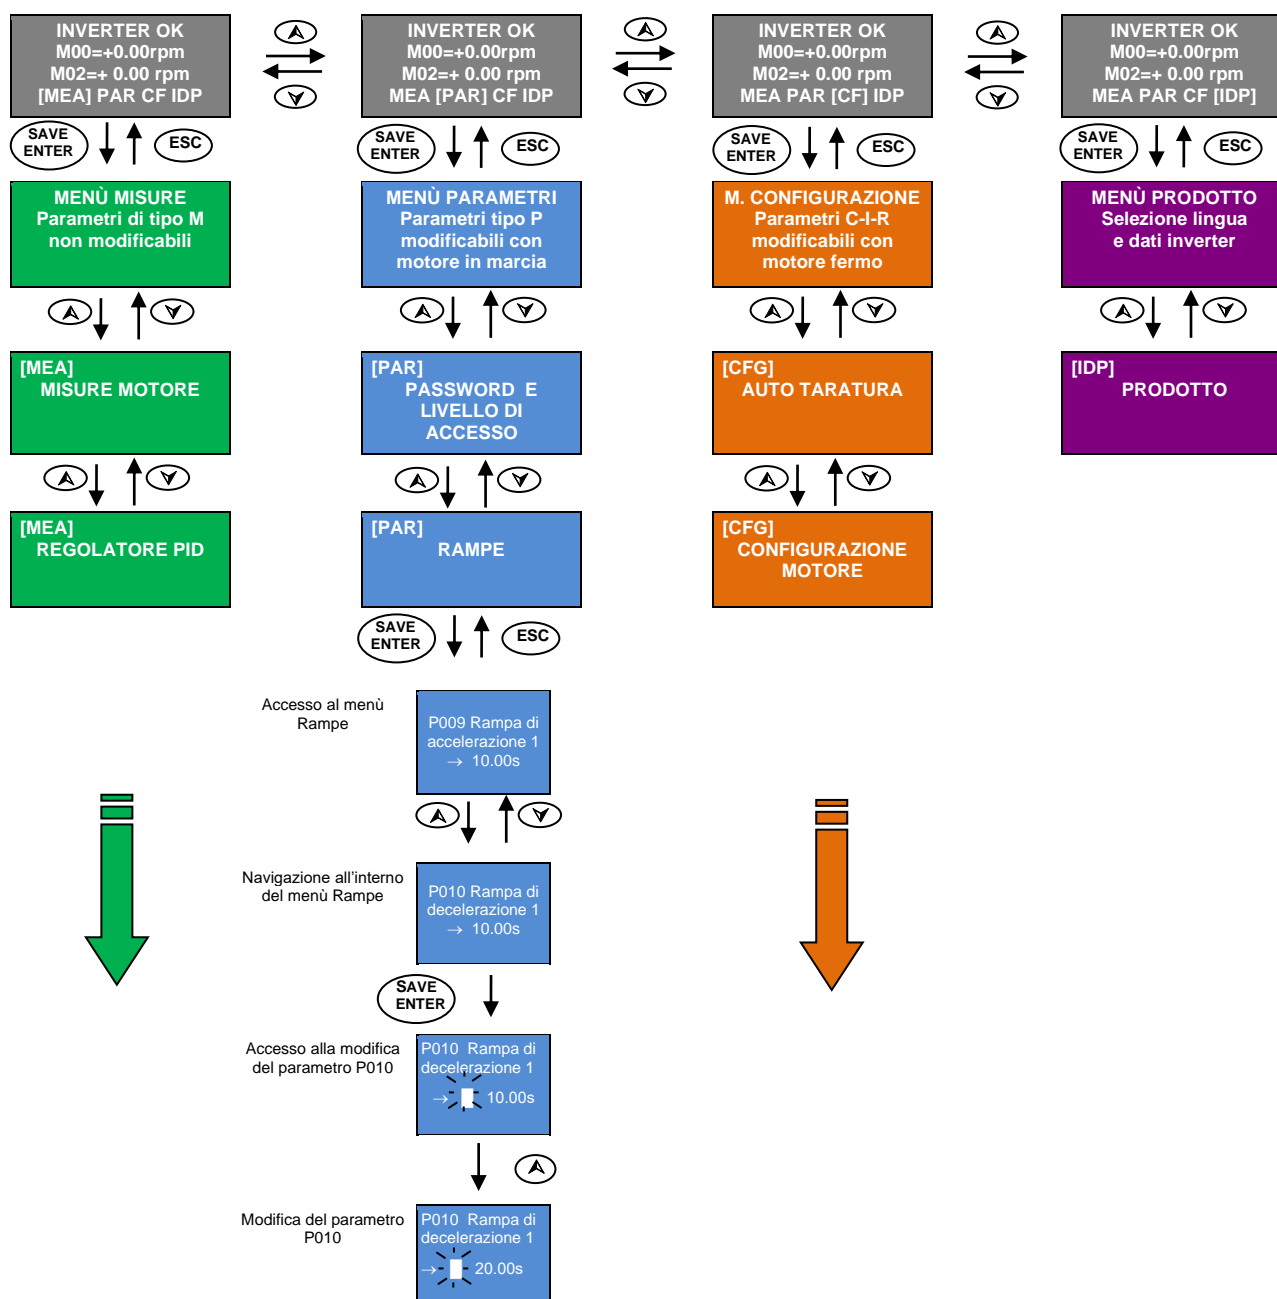 INVERTER OK
M00=+0.00rpm
M02=+ 0.00 rpm
[MEA] PAR CF IDP
INVERTER OK
M00=+0.00rpm
M02=+ 0.00 rpm
MEA [PAR] CF IDP
INVERTER OK
M00=+0.00rpm
M02=+ 0.00 rpm
MEA PAR [CF] IDP
INVERTER OK
M00=+0.00rpm
M02=+ 0.00 rpm
MEA PAR CF [IDP]
SAVE
ENTER
ESC
SAVE
ENTER
ESC
SAVE
ENTER
ESC
SAVE
ENTER
ESC
MENÙ MISURE
Parametri di tipo M
non modificabili
MENÙ PARAMETRI
Parametri tipo P
modificabili con
motore in marcia
M. CONFIGURAZIONE
Parametri C-I-R
modificabili con
motore fermo
MENÙ PRODOTTO
Selezione lingua
e dati inverter
[MEA]
MISURE MOTORE
[PAR]
PASSWORD E
LIVELLO DI
ACCESSO
[CFG]
AUTO TARATURA
[IDP]
PRODOTTO
[MEA]
REGOLATORE PID
[PAR]
RAMPE
[CFG]
CONFIGURAZIONE
MOTORE
SAVE
ENTER
ESC
Accesso al menù
Rampe
P009 Rampa di
accelerazione 1
→ 10.00s
Navigazione all’interno
del menù Rampe
P010 Rampa di
decelerazione 1
→ 10.00s
SAVE
ENTER
Accesso alla modifica
del parametro P010
P010 Rampa di
decelerazione 1
→ 10.00s
Modifica del parametro
P010
P010 Rampa di
decelerazione 1
→ 20.00s